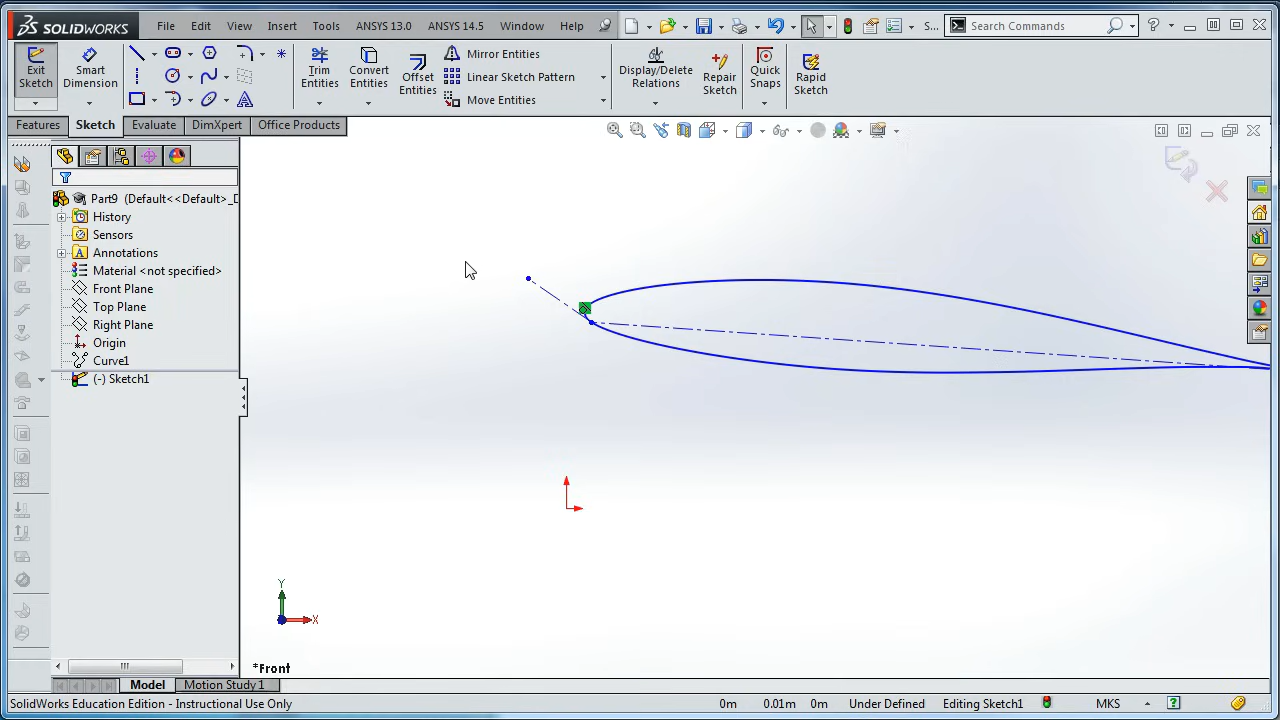 SOLIDWORKS File Edit View Insert Tools ANSYS 13.0 ANSYS 14.5 Window Help S... Search Commands
Exit Sketch
Smart Dimension
Trim Entities
Convert Entities
Offset Entities
Mirror Entities
Linear Sketch Pattern
Move Entities
Display/Delete Relations
Repair Sketch
Quick Snaps
Rapid Sketch
Features Sketch Evaluate DimXpert Office Products
Part9 (Default<<Default>_D
History
Sensors
Annotations
Material <not specified>
Front Plane
Top Plane
Right Plane
Origin
Curve1
(-) Sketch1
Y
X
*Front
Model Motion Study 1
SolidWorks Education Edition - Instructional Use Only 0m 0.01m 0m Under Defined Editing Sketch1 MKS